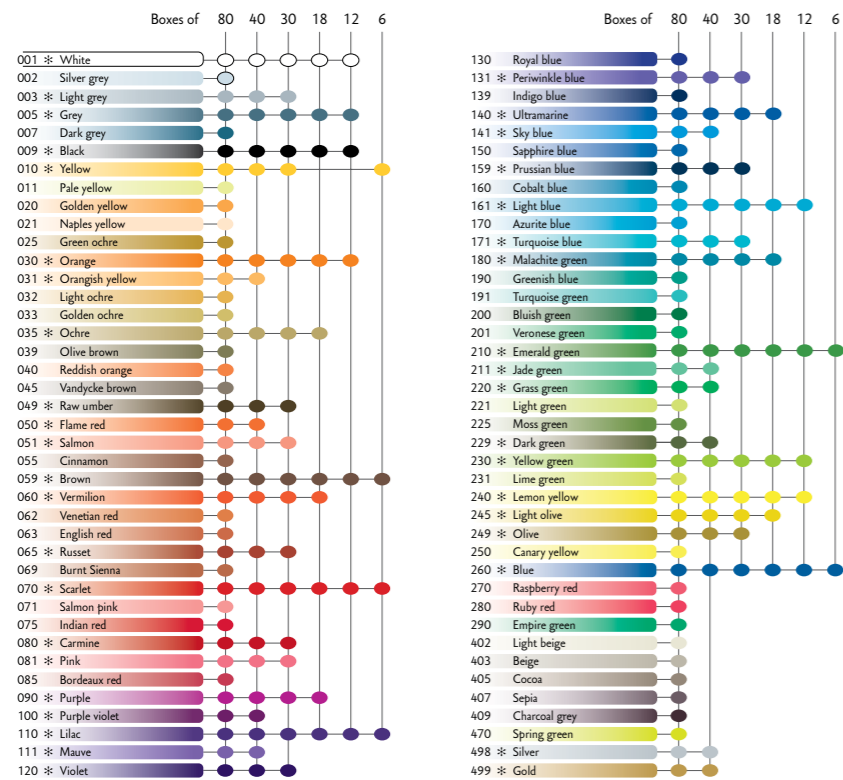 Boxes of 80 40 30 18 12 6
001 * White
002 Silver grey
003 * Light grey
005 * Grey
007 Dark grey
009 * Black
010 * Yellow
011 Pale yellow
020 Golden yellow
021 Naples yellow
025 Green ochre
030 * Orange
031 * Orangish yellow
032 Light ochre
033 Golden ochre
035 * Ochre
039 Olive brown
040 Reddish orange
045 Vandycke brown
049 * Raw umber
050 * Flame red
051 * Salmon
055 Cinnamon
059 * Brown
060 * Vermilion
062 Venetian red
063 English red
065 * Russet
069 Burnt Sienna
070 * Scarlet
071 Salmon pink
075 Indian red
080 * Carmine
081 * Pink
085 Bordeaux red
090 * Purple
100 * Purple violet
110 * Lilac
111 * Mauve
120 * Violet
Boxes of 80 40 30 18 12 6
130 Royal blue
131 * Periwinkle blue
139 Indigo blue
140 * Ultramarine
141 * Sky blue
150 Sapphire blue
159 * Prussian blue
160 Cobalt blue
161 * Light blue
170 Azurite blue
171 * Turquoise blue
180 * Malachite green
190 Greenish blue
191 Turquoise green
200 Bluish green
201 Veronese green
210 * Emerald green
211 * Jade green
220 * Grass green
221 Light green
225 Moss green
229 * Dark green
230 * Yellow green
231 Lime green
240 * Lemon yellow
245 * Light olive
249 * Olive
250 Canary yellow
260 * Blue
270 Raspberry red
280 Ruby red
290 Empire green
402 Light beige
403 Beige
405 Cocoa
407 Sepia
409 Charcoal grey
470 Spring green
498 * Silver
499 * Gold